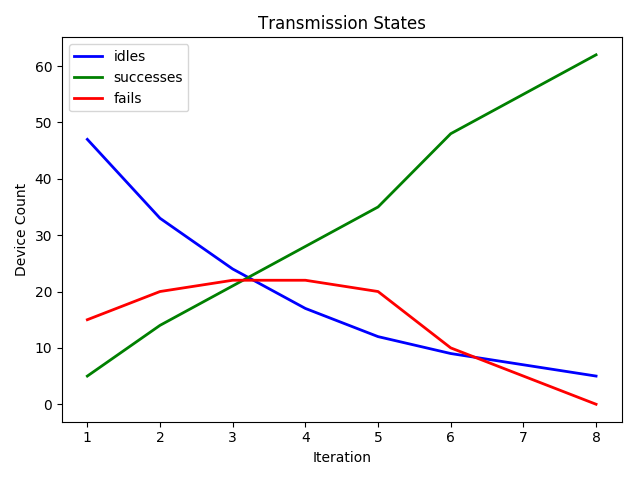 Transmission States
idles
successes
fails
Device Count
60
50
40
30
20
10
0
1 2 3 4 5 6 7 8
Iteration